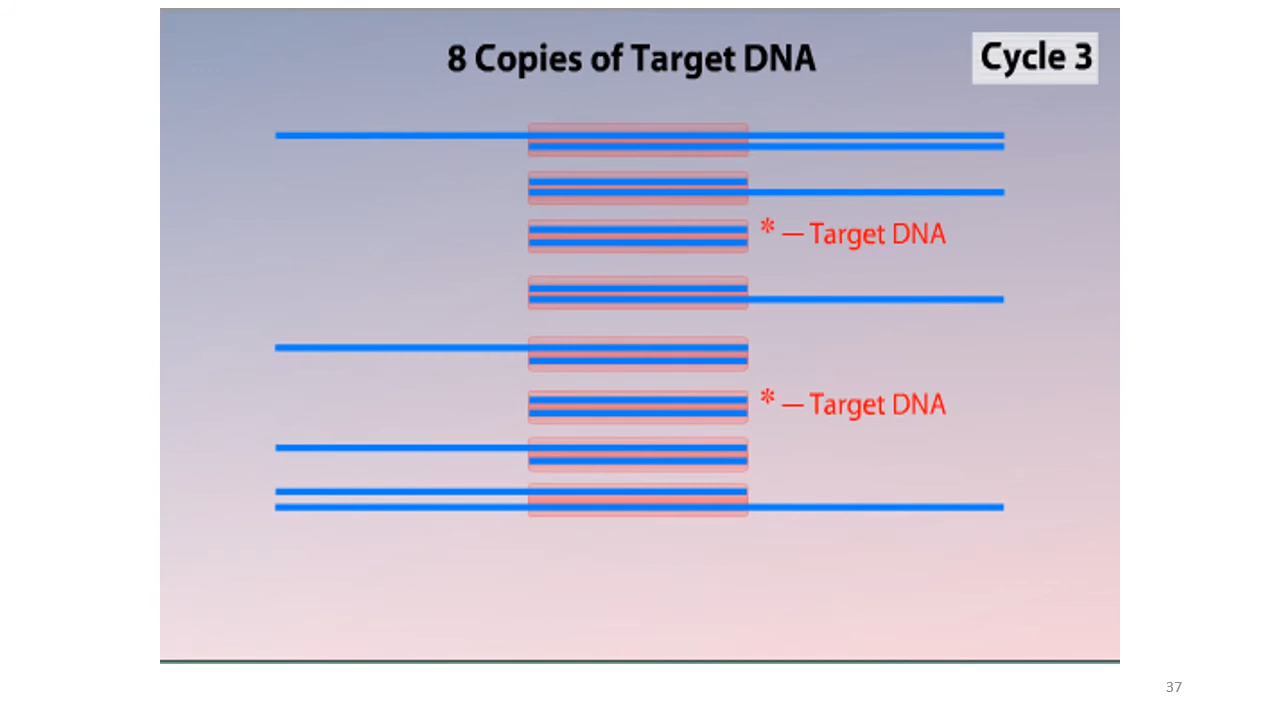 8 Copies of Target DNA
Cycle 3
* — Target DNA
* — Target DNA
37